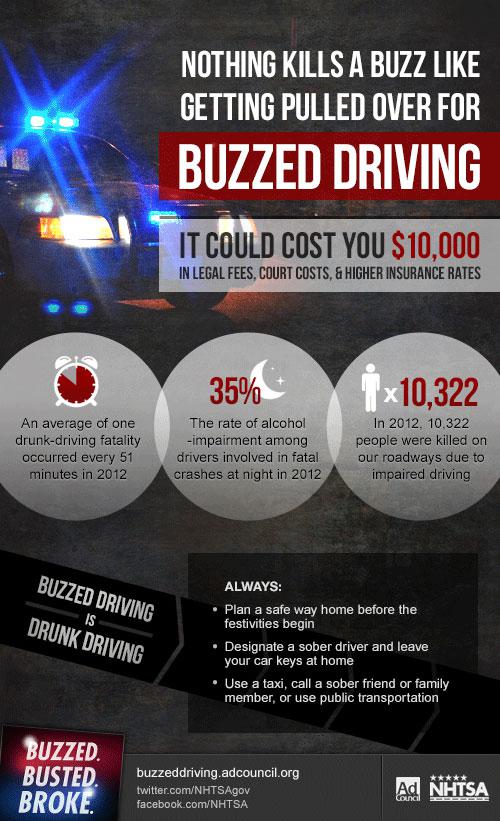 NOTHING KILLS A BUZZ LIKE
GETTING PULLED OVER FOR
BUZZED DRIVING
IT COULD COST YOU $10,000
IN LEGAL FEES, COURT COSTS, & HIGHER INSURANCE RATES
An average of one
drunk-driving fatality
occurred every 51
minutes in 2012
35%
The rate of alcohol
-impairment among
drivers involved in fatal
crashes at night in 2012
x10,322
In 2012, 10,322
people were killed on
our roadways due to
impaired driving
BUZZED DRIVING
IS
DRUNK DRIVING
ALWAYS:
• Plan a safe way home before the
festivities begin
• Designate a sober driver and leave
your car keys at home
• Use a taxi, call a sober friend or family
member, or use public transportation
BUZZED.
BUSTED.
BROKE.
buzzeddriving.adcouncil.org
twitter.com/NHTSAgov
facebook.com/NHTSA
Ad
Council
NHTSA